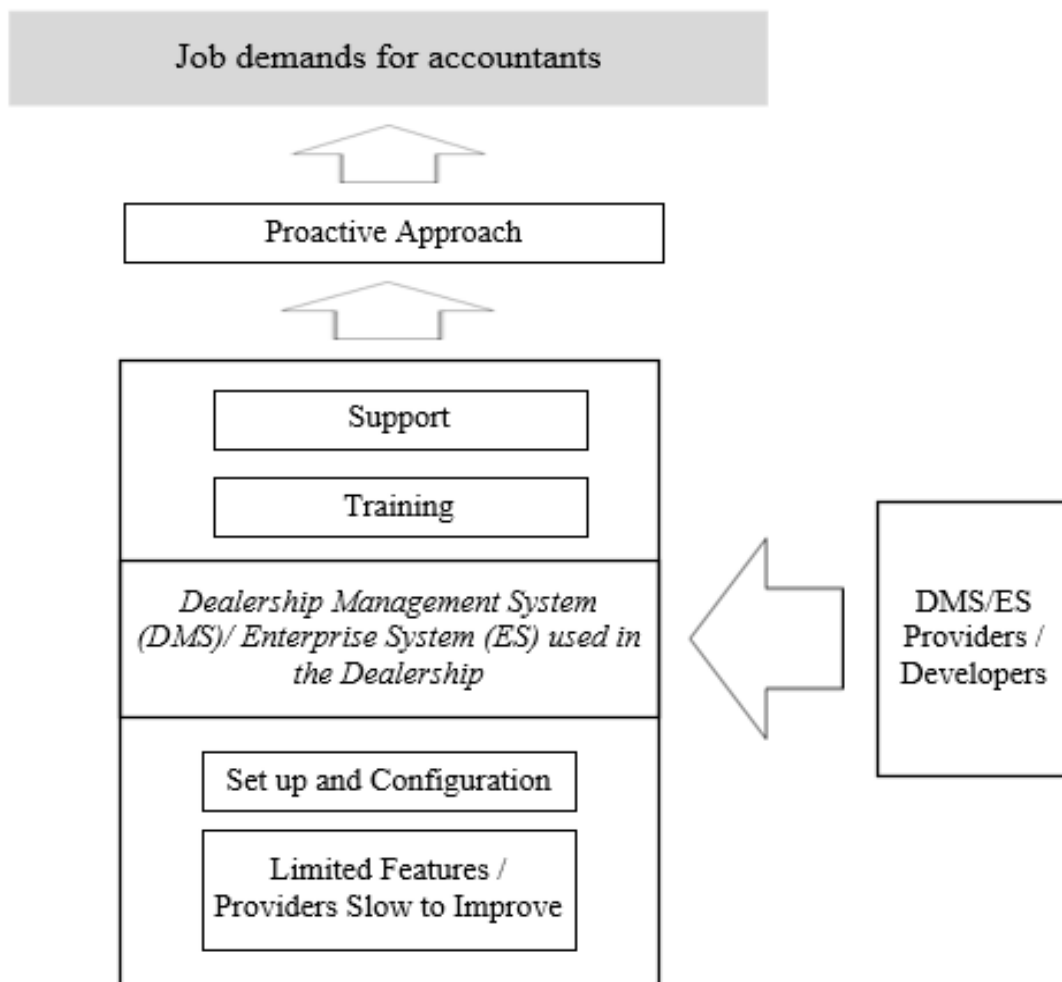 Job demands for accountants
Proactive Approach
Support
Training
Dealership Management System
(DMS)/ Enterprise System (ES) used in
the Dealership
DMS/ES
Providers /
Developers
Set up and Configuration
Limited Features /
Providers Slow to Improve